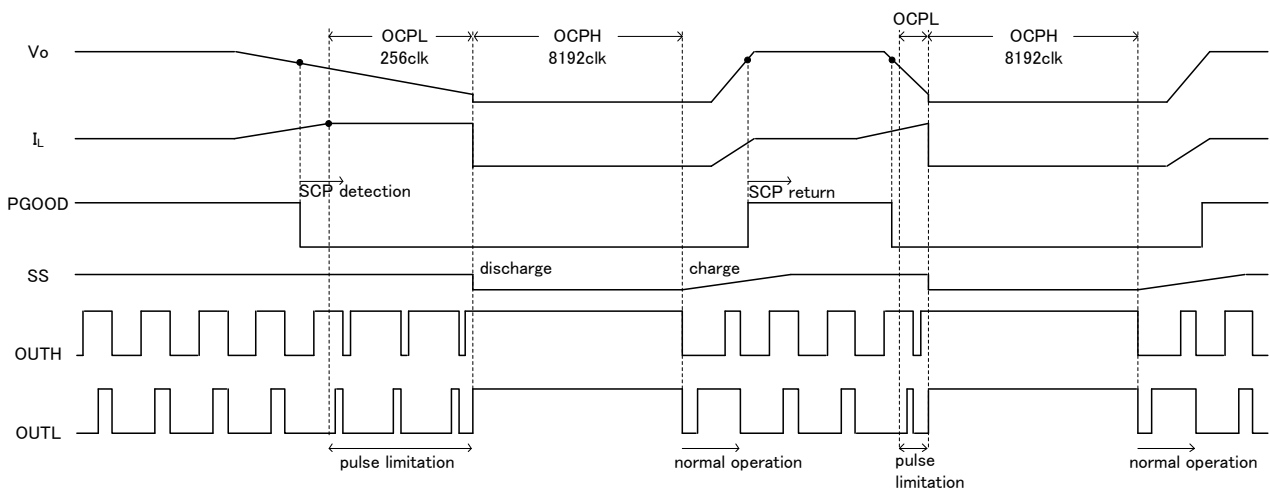 OCPL
OCPL
256clk
OCPH
8192clk
OCPH
8192clk
Vo
IL
SCP detection
SCP return
PGOOD
SS
discharge
charge
OUTH
OUTL
pulse limitation
normal operation
pulse
limitation
normal operation